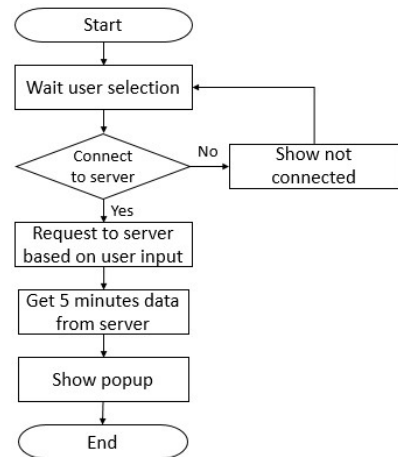 Start
Wait user selection
Connect
to server
No
Show not
connected
Yes
Request to server
based on user input
Get 5 minutes data
from server
Show popup
End